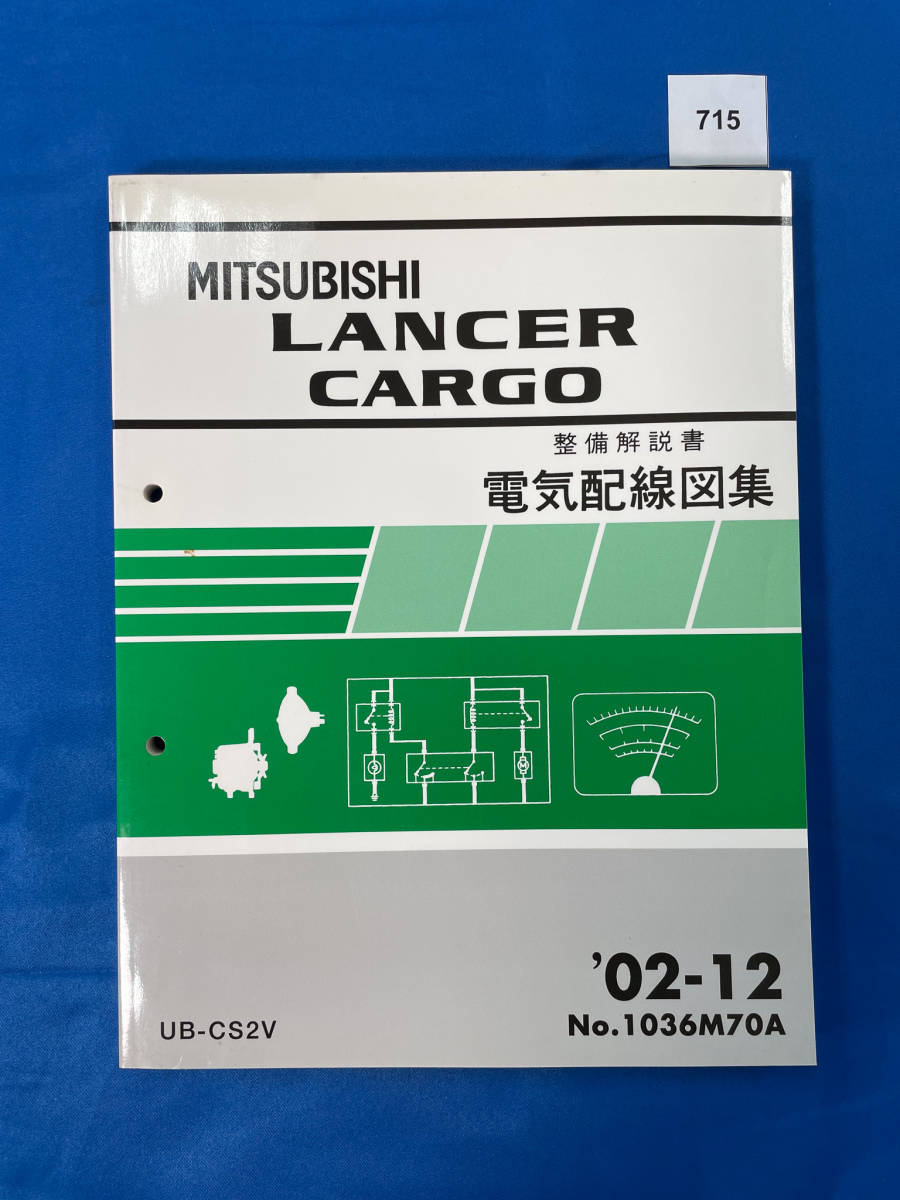 715
MITSUBISHI
LANCER
CARGO
整備解説書
電気配線図集
M
'02-12
UB-CS2V
No.1036M70A